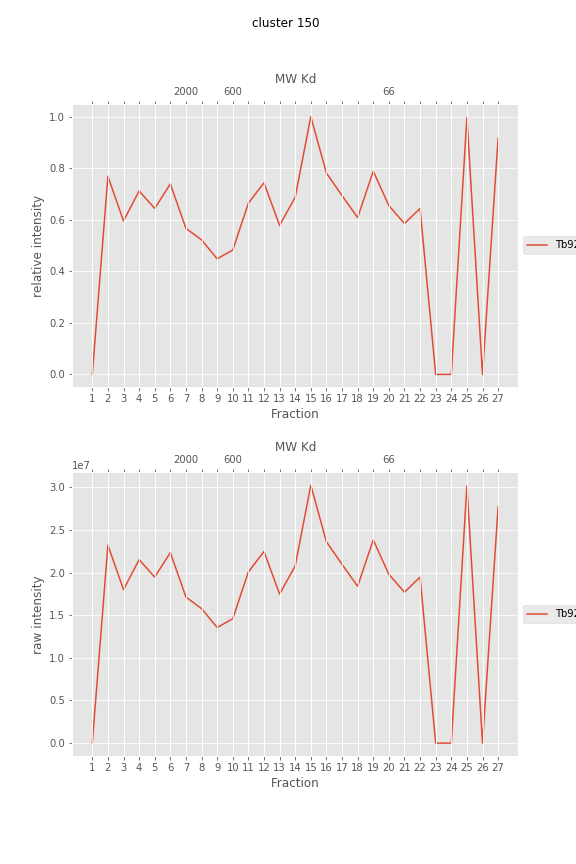 cluster 150
MW Kd
2000 600 66
1.0
0.8
0.6
0.4
0.2
0.0
relative intensity
1 2 3 4 5 6 7 8 9 10 11 12 13 14 15 16 17 18 19 20 21 22 23 24 25 26 27
Fraction
Tb92
MW Kd
2000 600 66
1e7
3.0
2.5
2.0
1.5
1.0
0.5
0.0
raw intensity
1 2 3 4 5 6 7 8 9 10 11 12 13 14 15 16 17 18 19 20 21 22 23 24 25 26 27
Fraction
Tb92